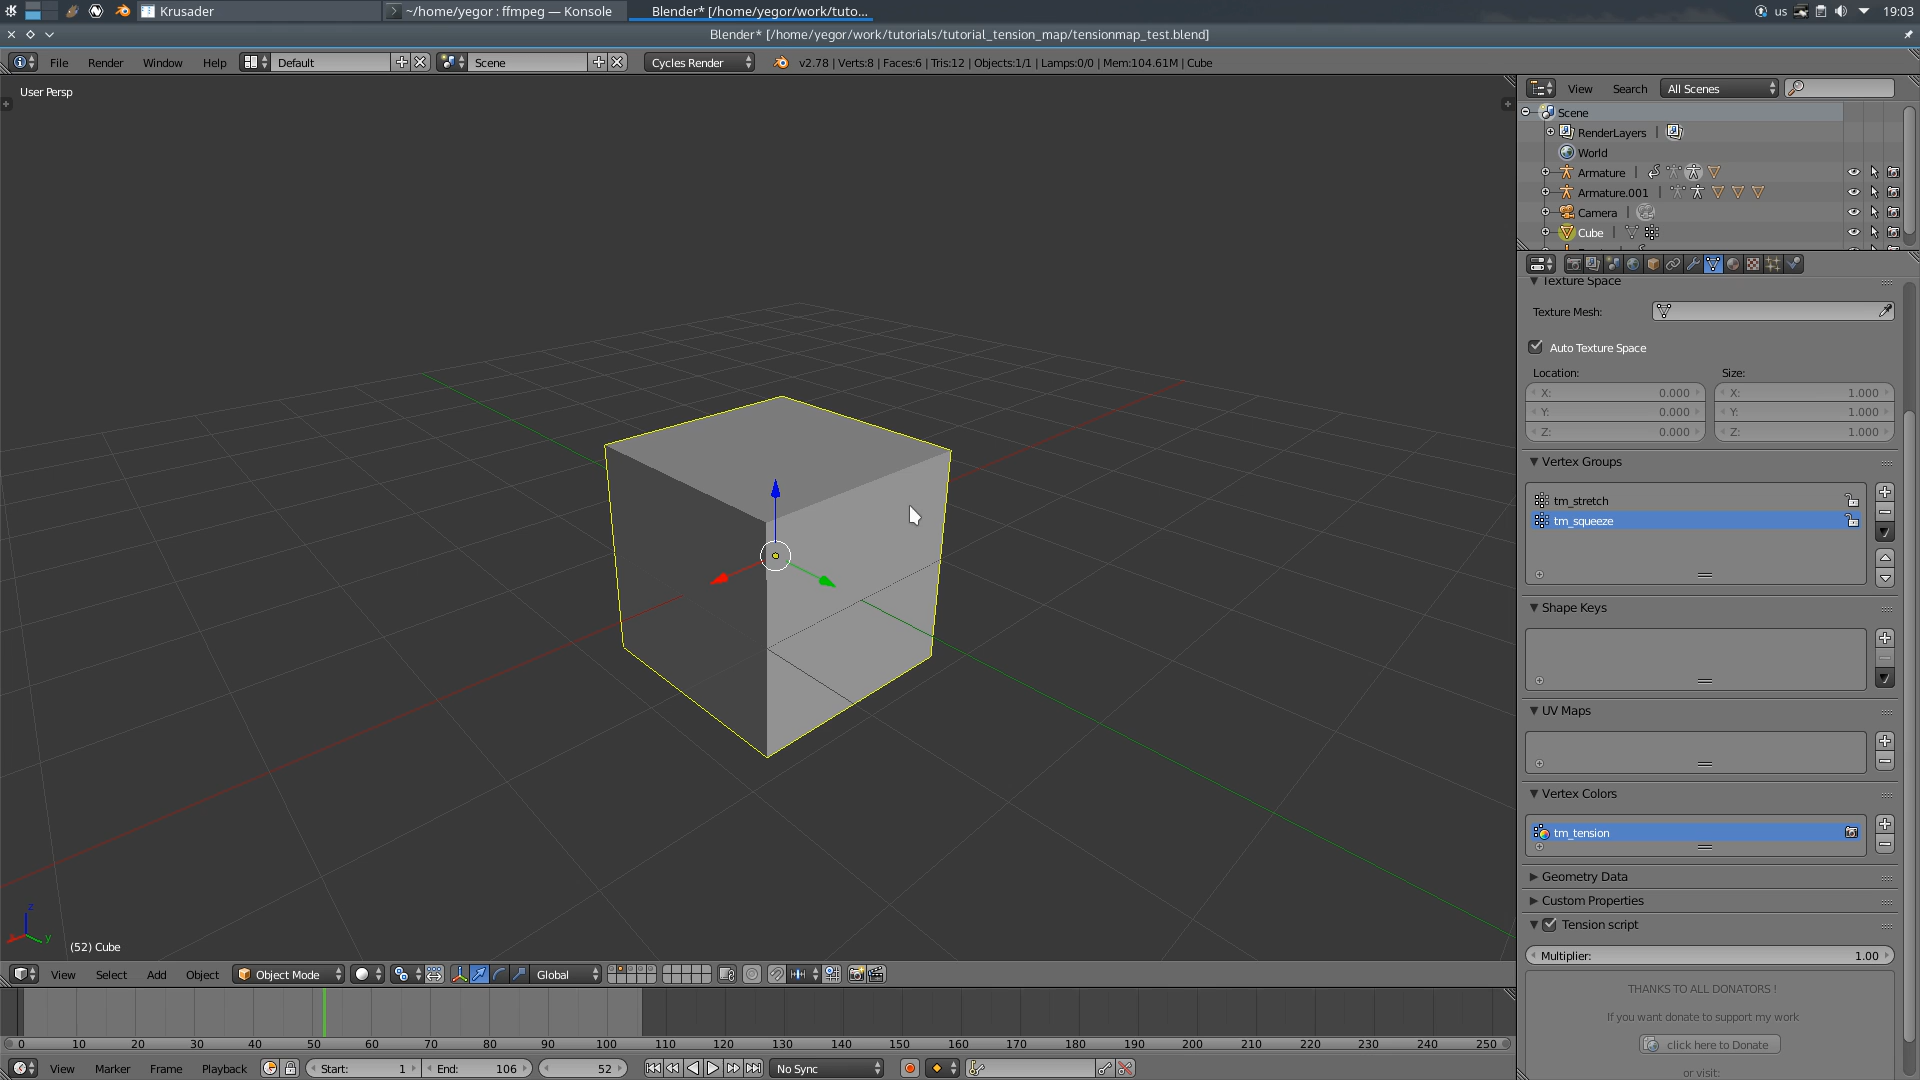 Krusader
~/home/yegor : ffmpeg — Konsole
Blender* [/home/yegor/work/tuto...
us
19:03
Blender* [/home/yegor/work/tutorials/tutorial_tension_map/tensionmap_test.blend]
File Render Window Help
Default
Scene
Cycles Render
v2.78 | Verts:8 | Faces:6 | Tris:12 | Objects:1/1 | Lamps:0/0 | Mem:104.61M | Cube
User Persp
View Search All Scenes
Scene
RenderLayers
World
Armature
Armature.001
Camera
Cube
Texture Space
Texture Mesh:
Auto Texture Space
Location: Size:
X: 0.000 X: 1.000
Y: 0.000 Y: 1.000
Z: 0.000 Z: 1.000
Vertex Groups
tm_stretch
tm_squeeze
Shape Keys
UV Maps
Vertex Colors
tm_tension
Geometry Data
Custom Properties
Tension script
Multiplier: 1.00
THANKS TO ALL DONATORS !
If you want donate to support my work
click here to Donate
or visit:
z
x y
(52) Cube
View Select Add Object Object Mode Global
0 10 20 30 40 50 60 70 80 90 100 110 120 130 140 150 160 170 180 190 200 210 220 230 240 250
View Marker Frame Playback Start: 1 End: 106 52 No Sync